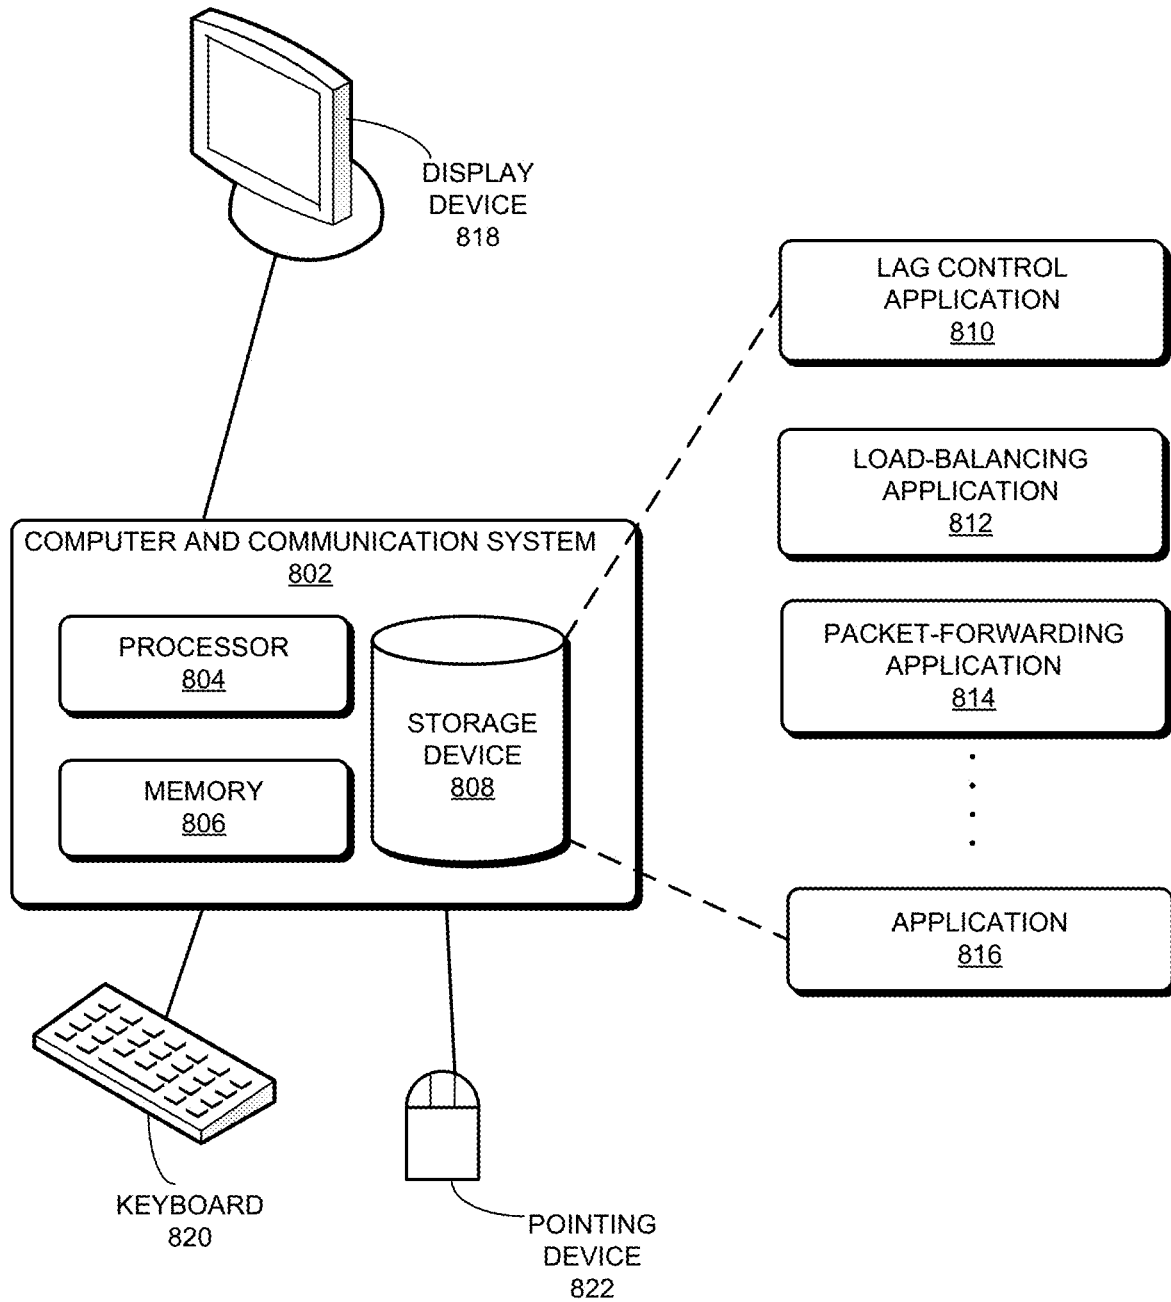 DISPLAY
DEVICE
818
LAG CONTROL
APPLICATION
810
LOAD-BALANCING
APPLICATION
812
PACKET-FORWARDING
APPLICATION
814
APPLICATION
816
COMPUTER AND COMMUNICATION SYSTEM
802
PROCESSOR
804
MEMORY
806
STORAGE
DEVICE
808
KEYBOARD
820
POINTING
DEVICE
822